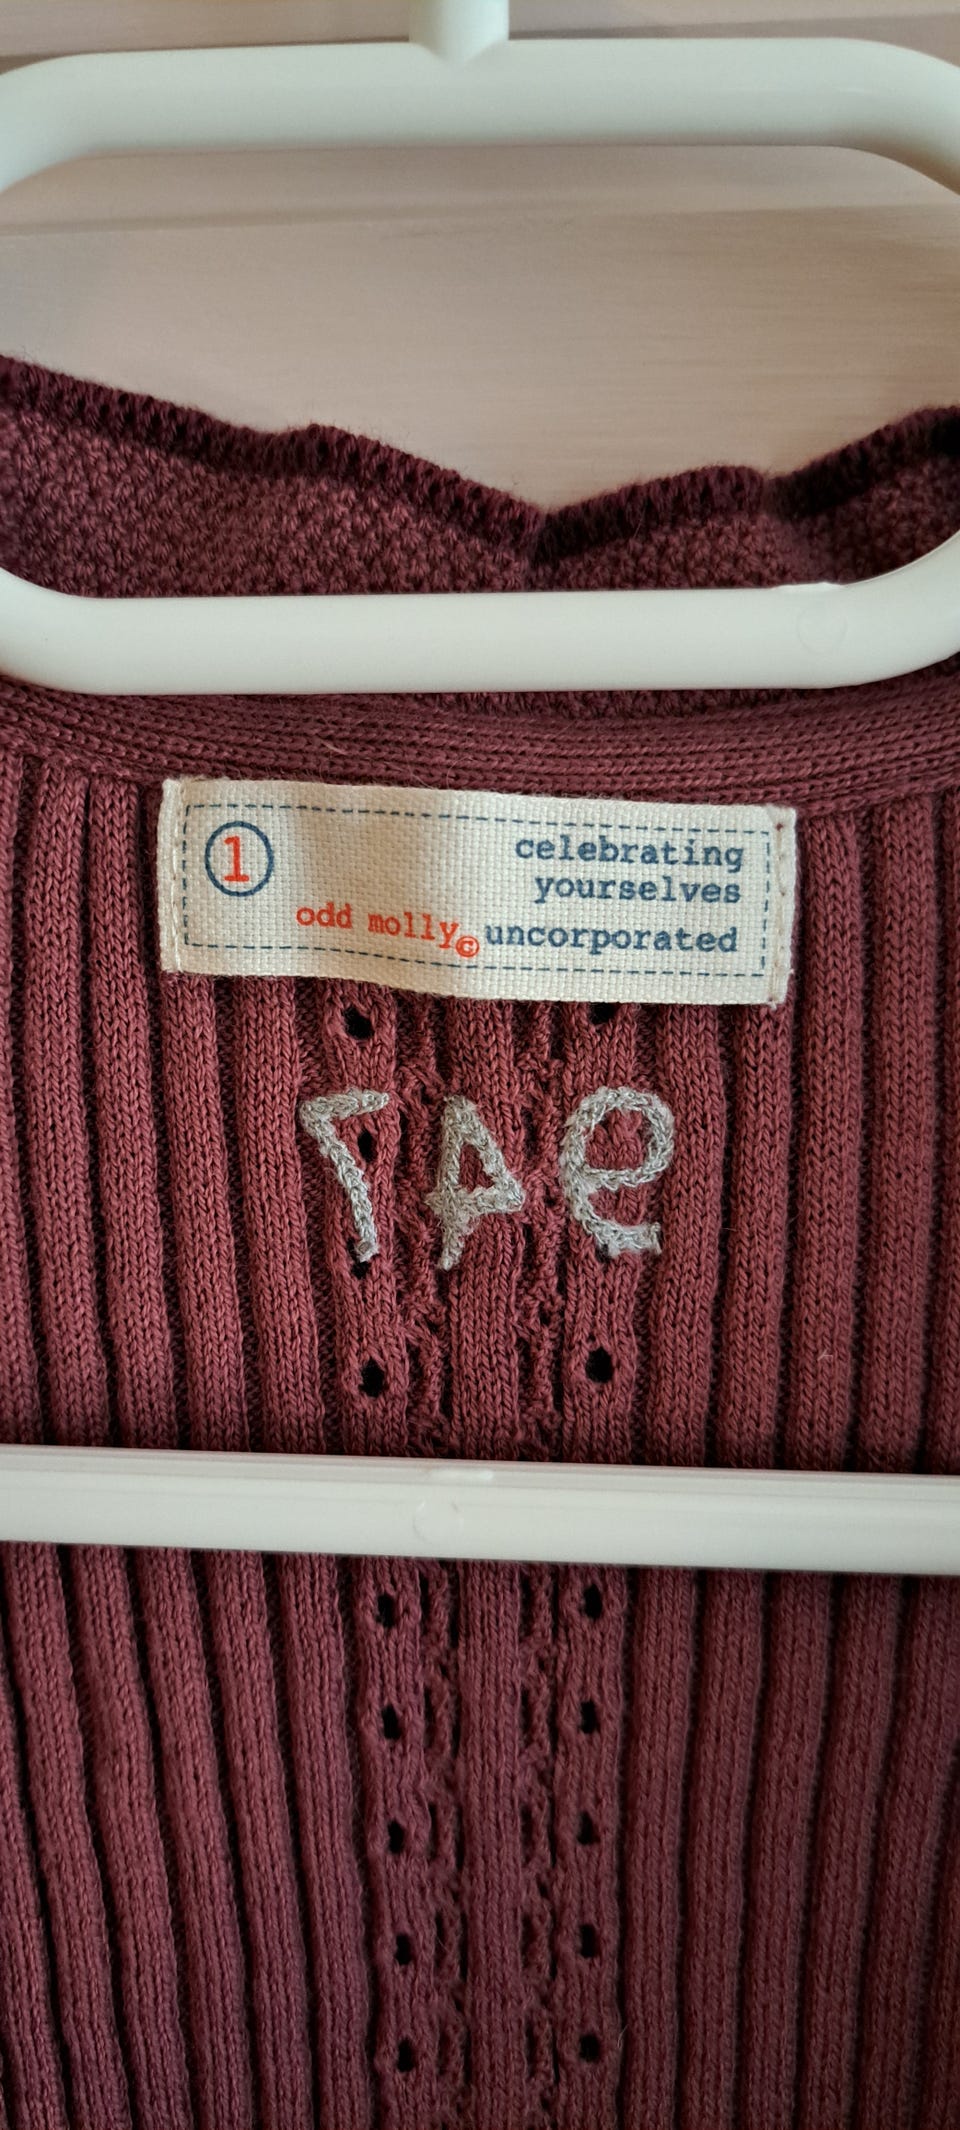 1
celebrating
yourselves
odd molly© uncorporated
947